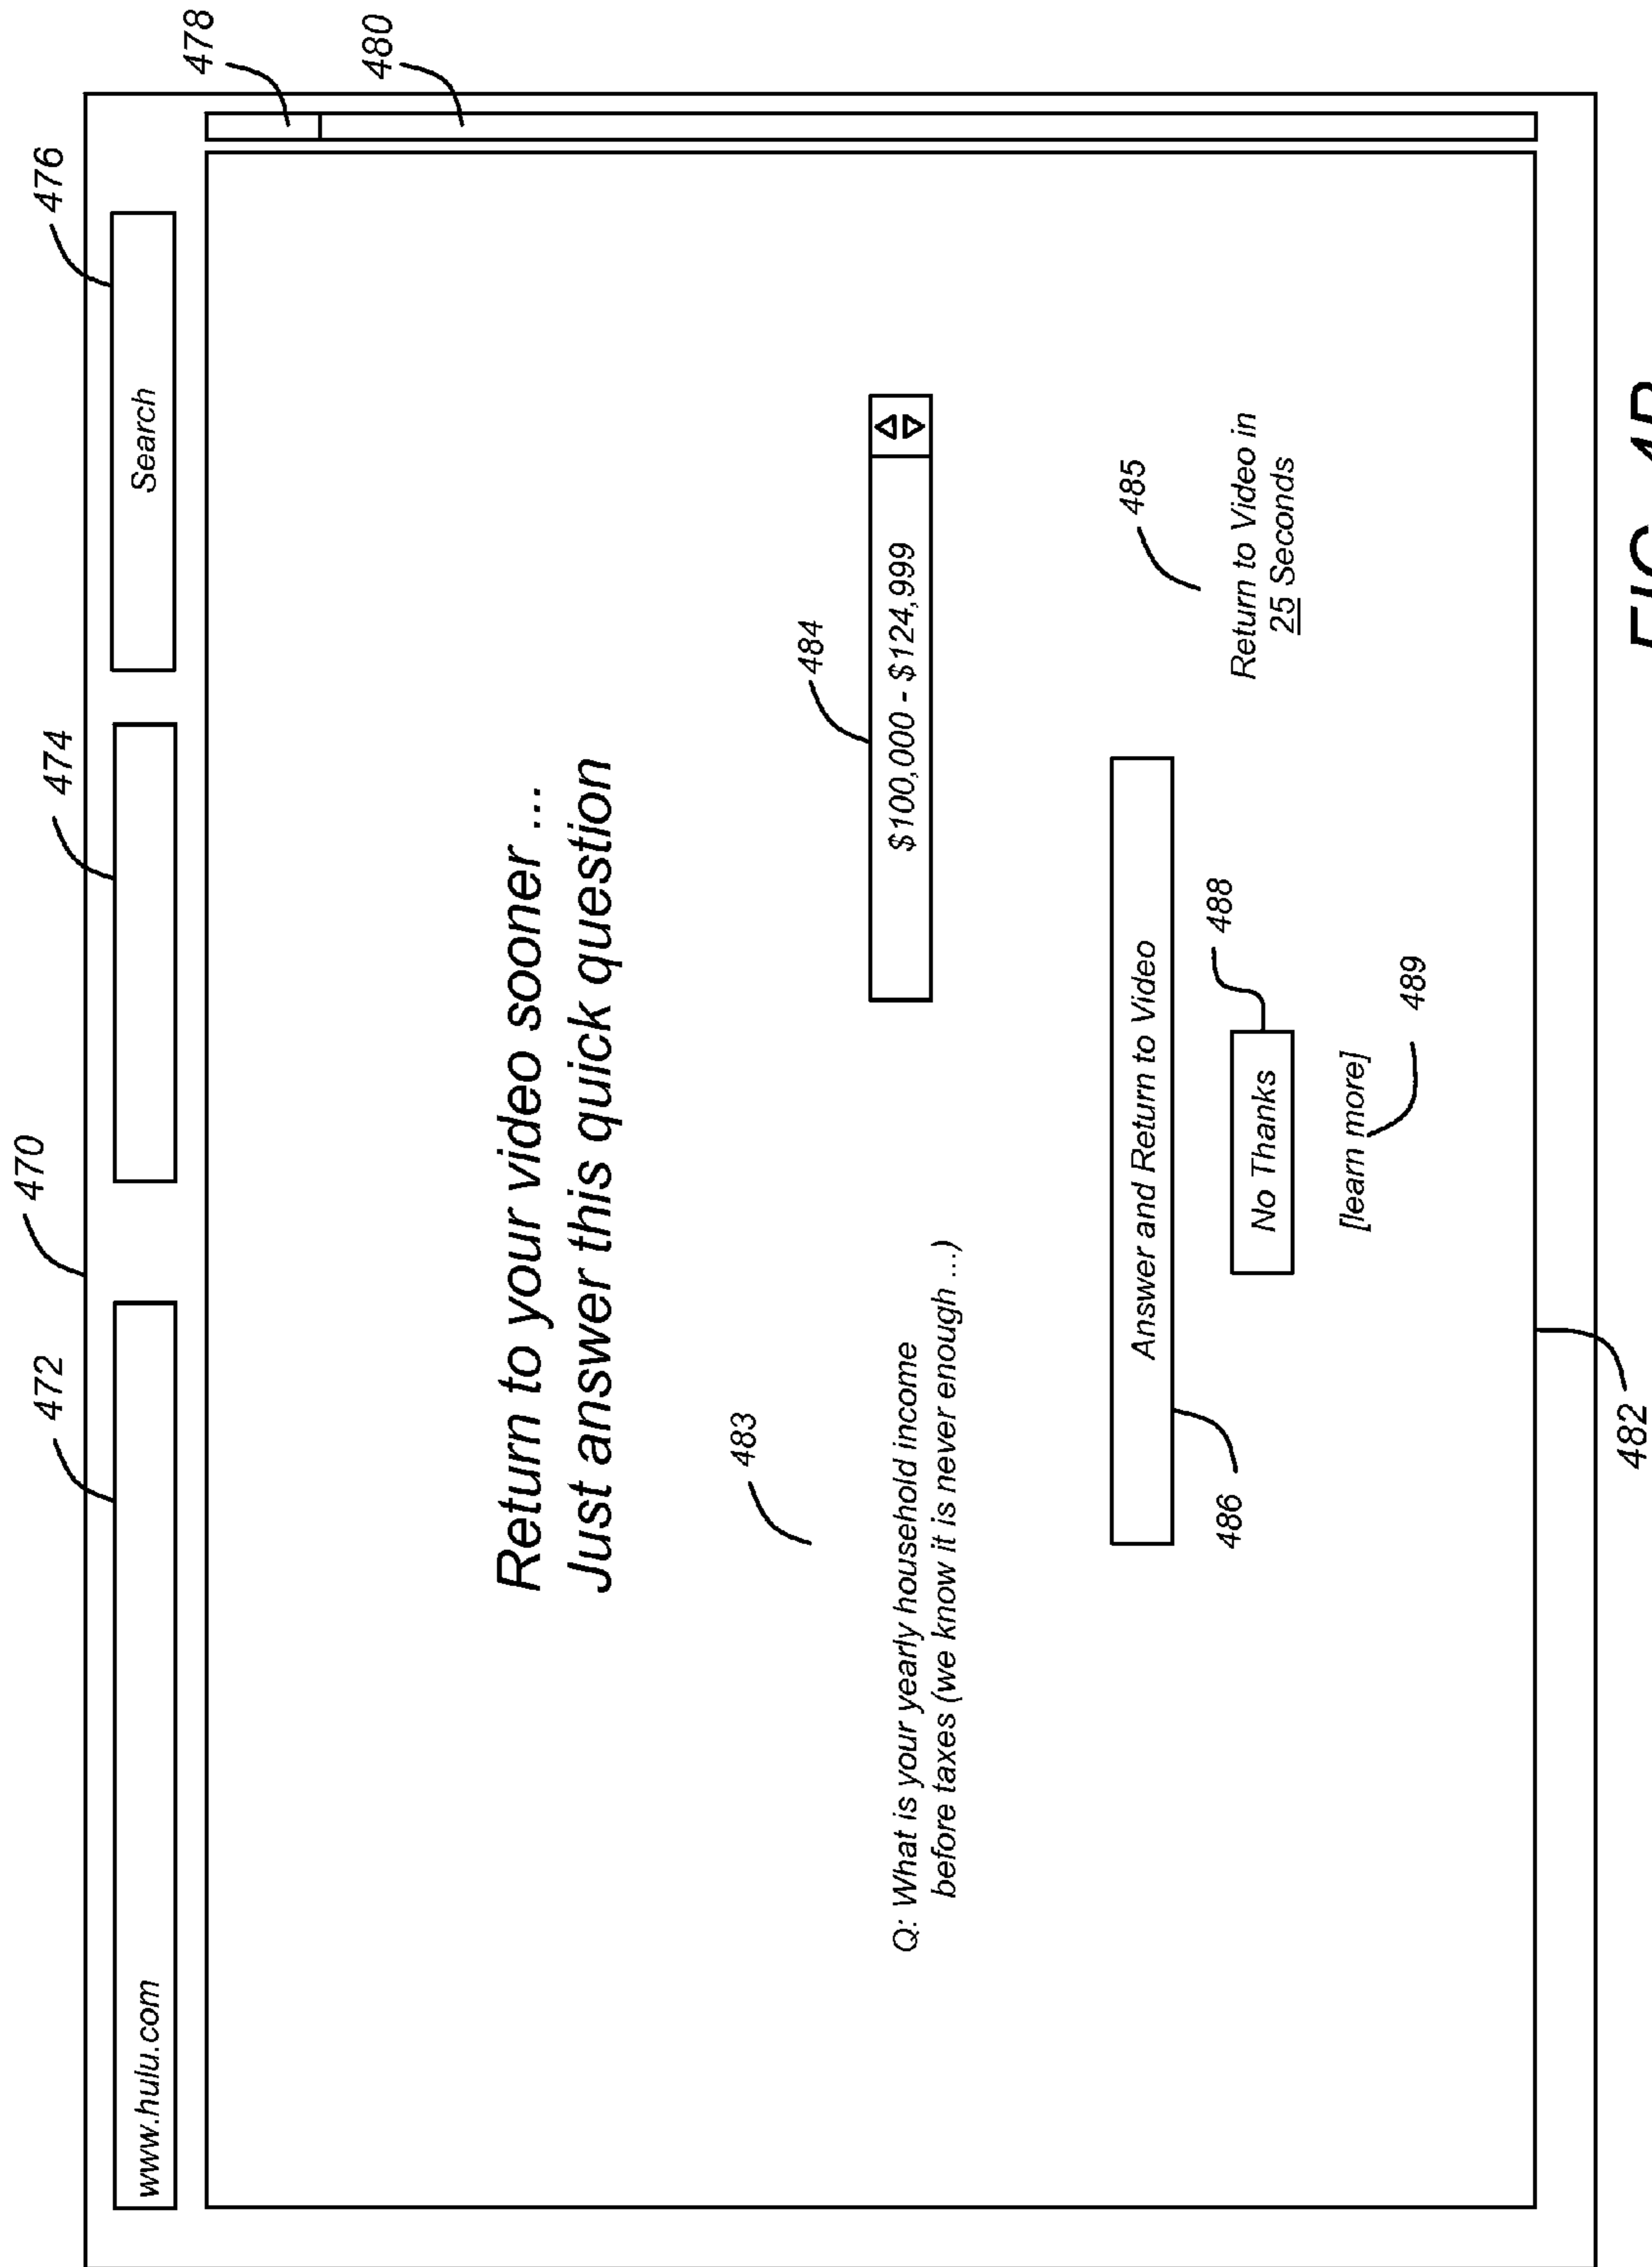 470
472
474
476
478
480
www.hulu.com
Search
Return to your video sooner ...
Just answer this quick question
483
484
Q: What is your yearly household income
before taxes (we know it is never enough ...)
$100,000 - $124,999
485
Answer and Return to Video
486
488
No Thanks
Return to Video in
25 Seconds
[learn more]
489
482